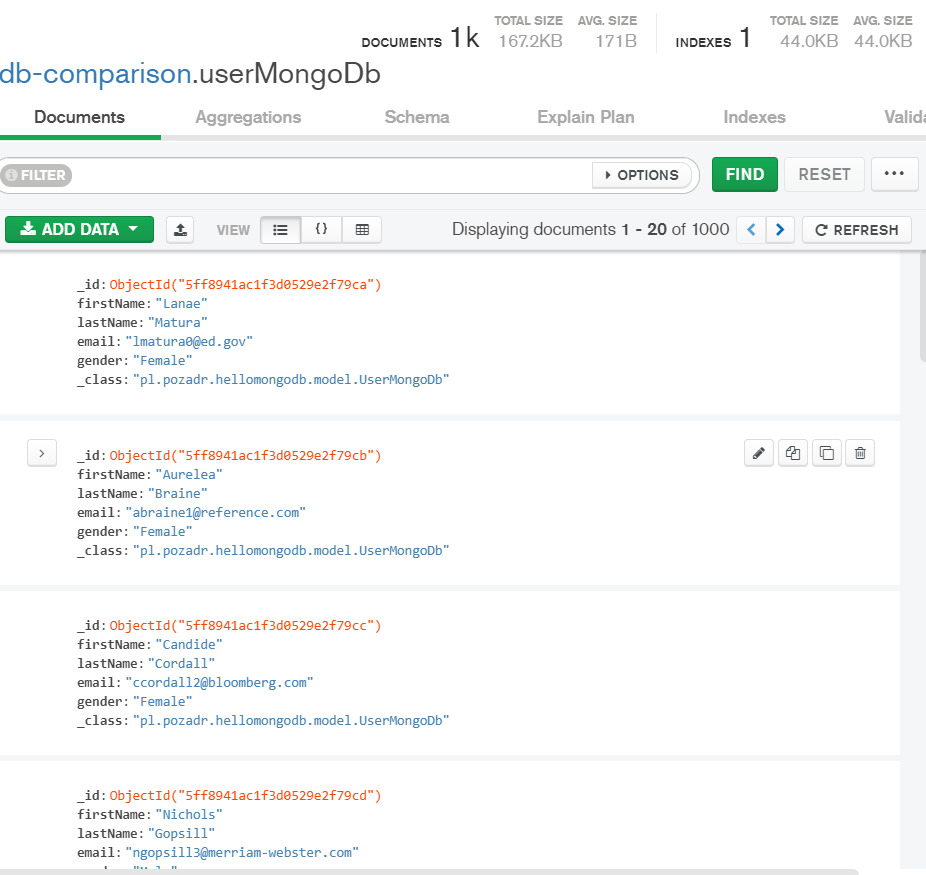 TOTAL SIZE AVG. SIZE TOTAL SIZE AVG. SIZE
DOCUMENTS 1k 167.2KB 171B INDEXES 1 44.0KB 44.0KB
db-comparison.userMongoDb
Documents Aggregations Schema Explain Plan Indexes Valida
FILTER OPTIONS FIND RESET ...
ADD DATA VIEW {} Displaying documents 1 - 20 of 1000 < > REFRESH
_id: ObjectId("5ff8941ac1f3d0529e2f79ca")
firstName: "Lanae"
lastName: "Matura"
email: "lmatura0@ed.gov"
gender: "Female"
_class: "pl.pozadr.hellomongodb.model.UserMongoDb"
> _id: ObjectId("5ff8941ac1f3d0529e2f79cb")
firstName: "Aurelea"
lastName: "Braine"
email: "abraine1@reference.com"
gender: "Female"
_class: "pl.pozadr.hellomongodb.model.UserMongoDb"
_id: ObjectId("5ff8941ac1f3d0529e2f79cc")
firstName: "Candide"
lastName: "Cordall"
email: "ccordall2@bloomberg.com"
gender: "Female"
_class: "pl.pozadr.hellomongodb.model.UserMongoDb"
_id: ObjectId("5ff8941ac1f3d0529e2f79cd")
firstName: "Nichols"
lastName: "Gopsill"
email: "ngopsill3@merriam-webster.com"